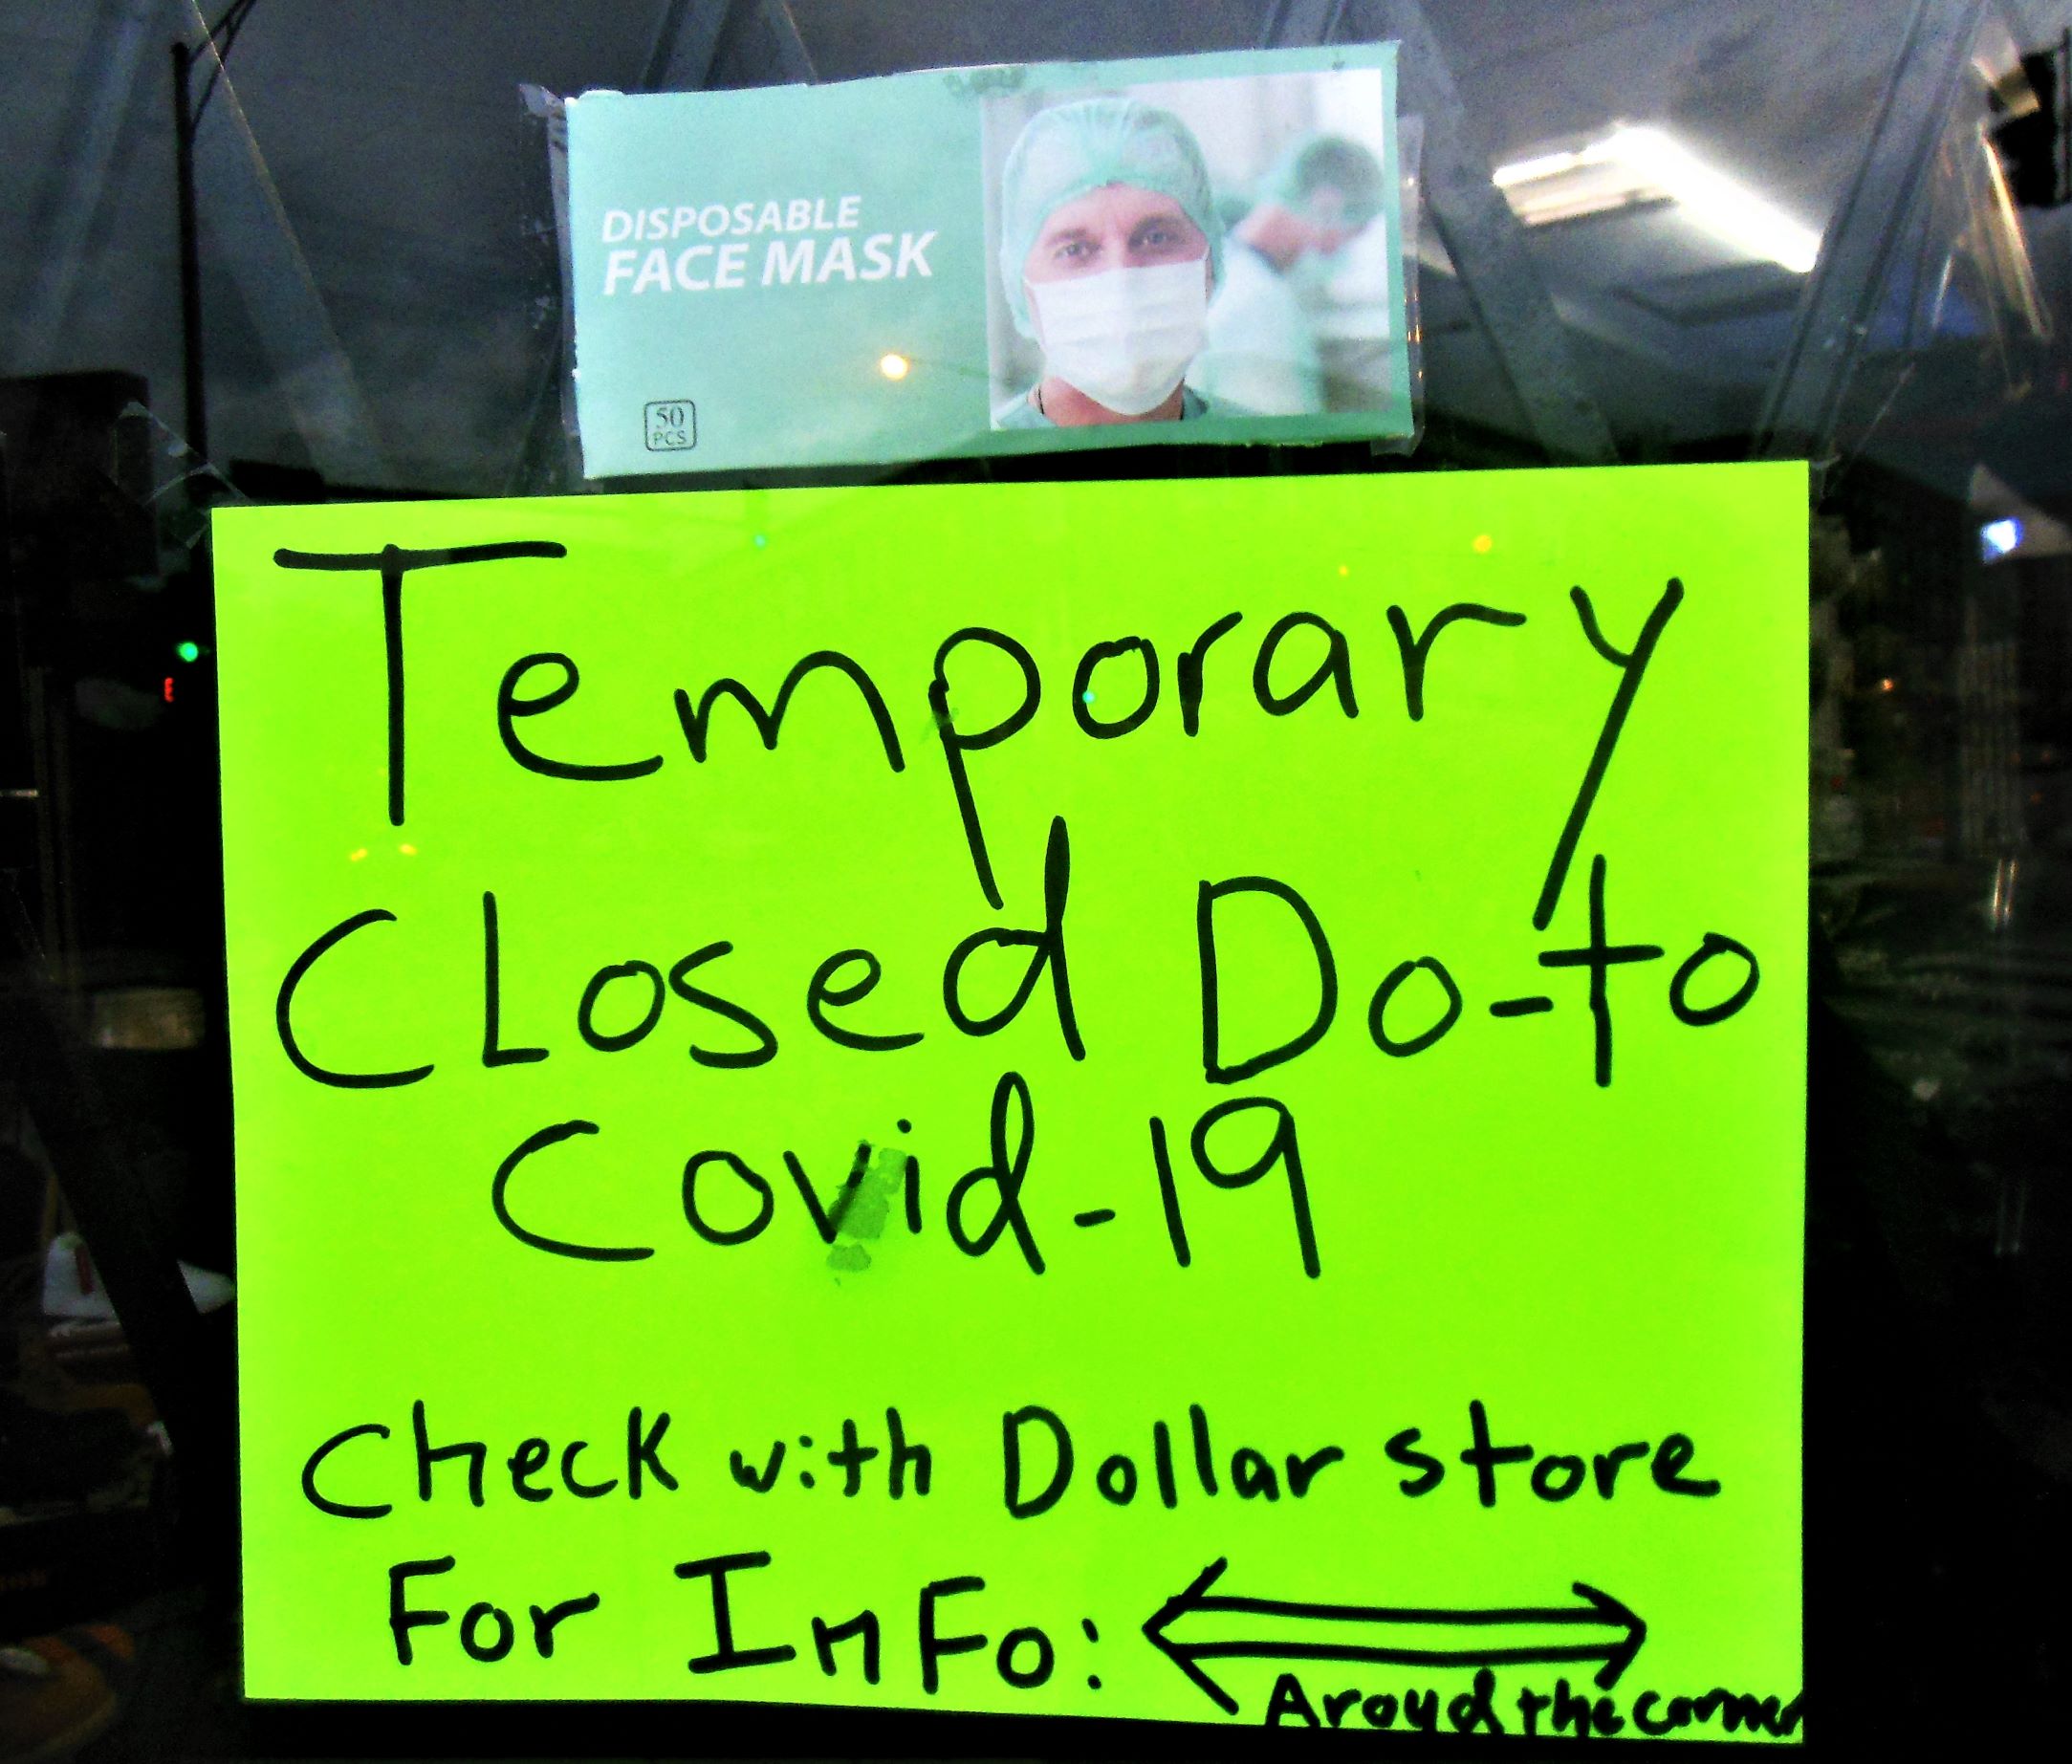 DISPOSABLE
FACE MASK
50
PCS
Temporary
Closed Do-to
Covid-19
Check with Dollar store
For InFo:
Aroud the corner